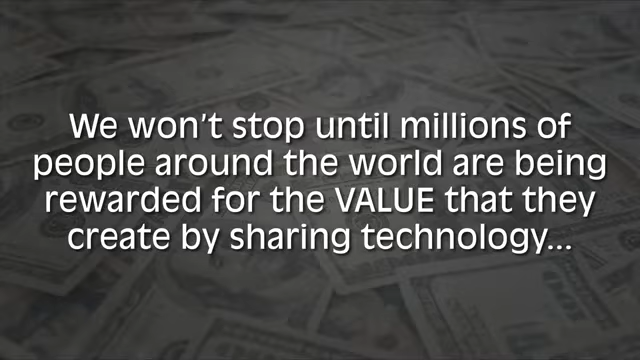 We won't stop until millions of
people around the world are being
rewarded for the VALUE that they
create by sharing technology...